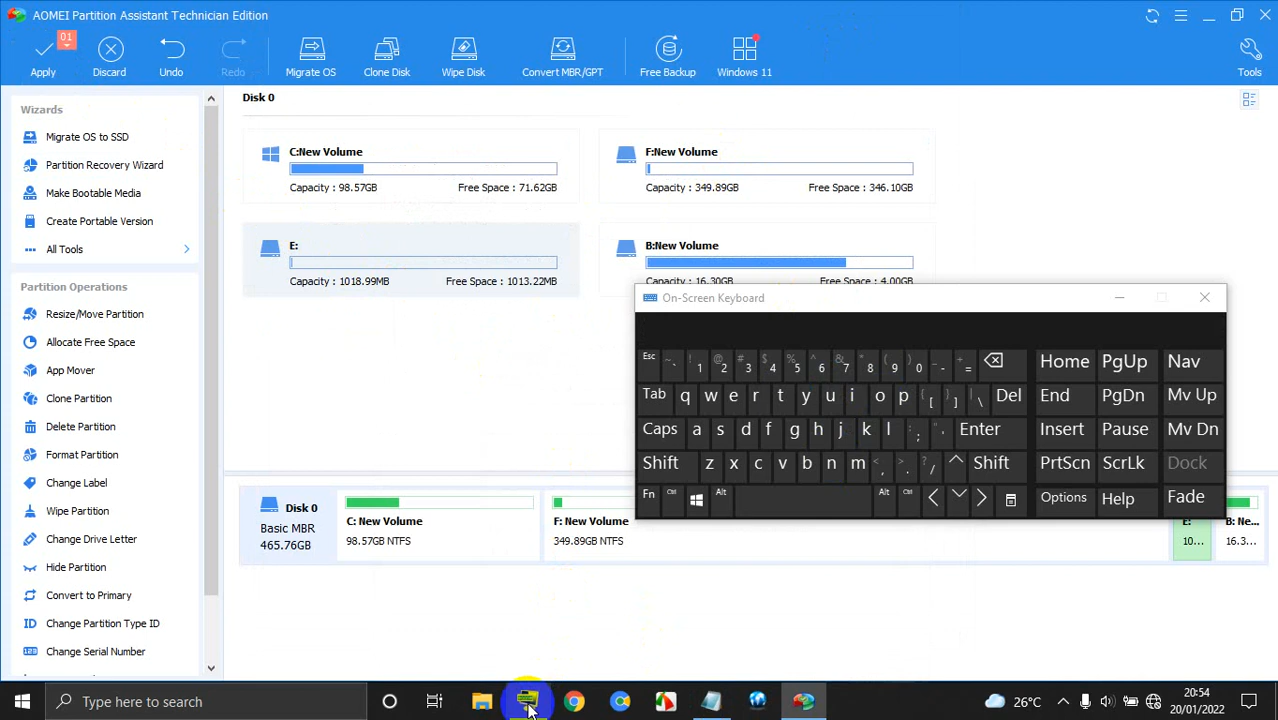 AOMEI Partition Assistant Technician Edition
01
Apply
Discard
Undo
Redo
Migrate OS
Clone Disk
Wipe Disk
Convert MBR/GPT
Free Backup
Windows 11
Tools
Wizards
Migrate OS to SSD
Partition Recovery Wizard
Make Bootable Media
Create Portable Version
All Tools
Partition Operations
Resize/Move Partition
Allocate Free Space
App Mover
Clone Partition
Delete Partition
Format Partition
Change Label
Wipe Partition
Change Drive Letter
Hide Partition
Convert to Primary
Change Partition Type ID
Change Serial Number
Disk 0
C:New Volume
Capacity : 98.57GB Free Space : 71.62GB
F:New Volume
Capacity : 349.89GB Free Space : 346.10GB
E:
Capacity : 1018.99MB Free Space : 1013.22MB
B:New Volume
Capacity : 16.30GB Free Space : 4.00GB
On-Screen Keyboard
Esc ~ ` ! 1 @ 2 # 3 $ 4 % 5 ^ 6 & 7 * 8 ( 9 ) 0 _ - + = Home PgUp Nav
Tab q w e r t y u i o p { [ } ] | \ Del End PgDn Mv Up
Caps a s d f g h j k l : ; " ' Enter Insert Pause Mv Dn
Shift z x c v b n m < , > . ? / Shift PrtScn ScrLk Dock
Fn Ctrl Alt Alt Ctrl Options Help Fade
Disk 0
Basic MBR
465.76GB
C: New Volume
98.57GB NTFS
F: New Volume
349.89GB NTFS
E:
10...
B: Ne...
16.3...
Type here to search
26°C
20:54
20/01/2022